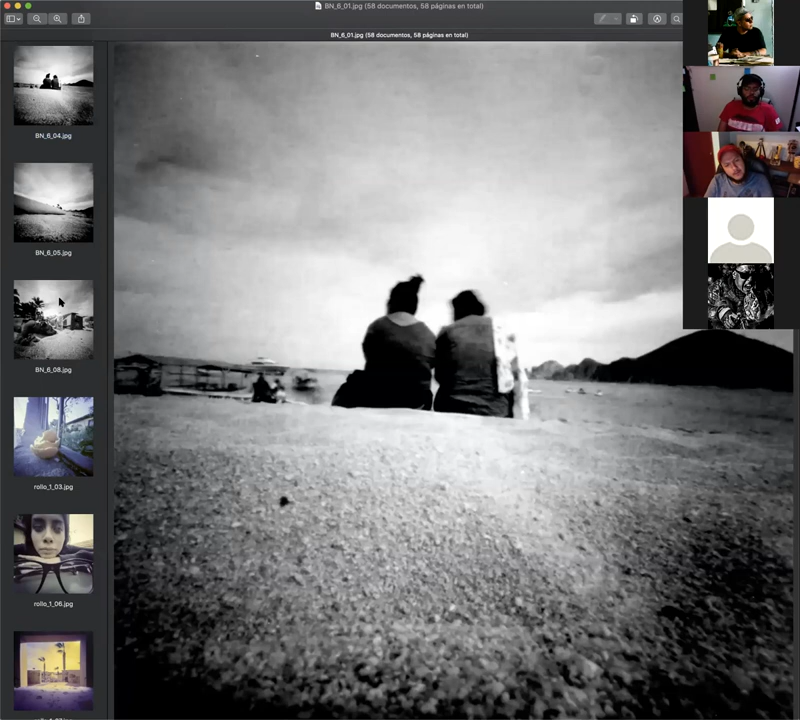 BN_6_01.jpg (58 documentos, 58 páginas en total)
BN_6_01.jpg (58 documentos, 58 páginas en total)
BN_6_04.jpg
BN_6_05.jpg
BN_6_08.jpg
rollo_1_03.jpg
rollo_1_06.jpg